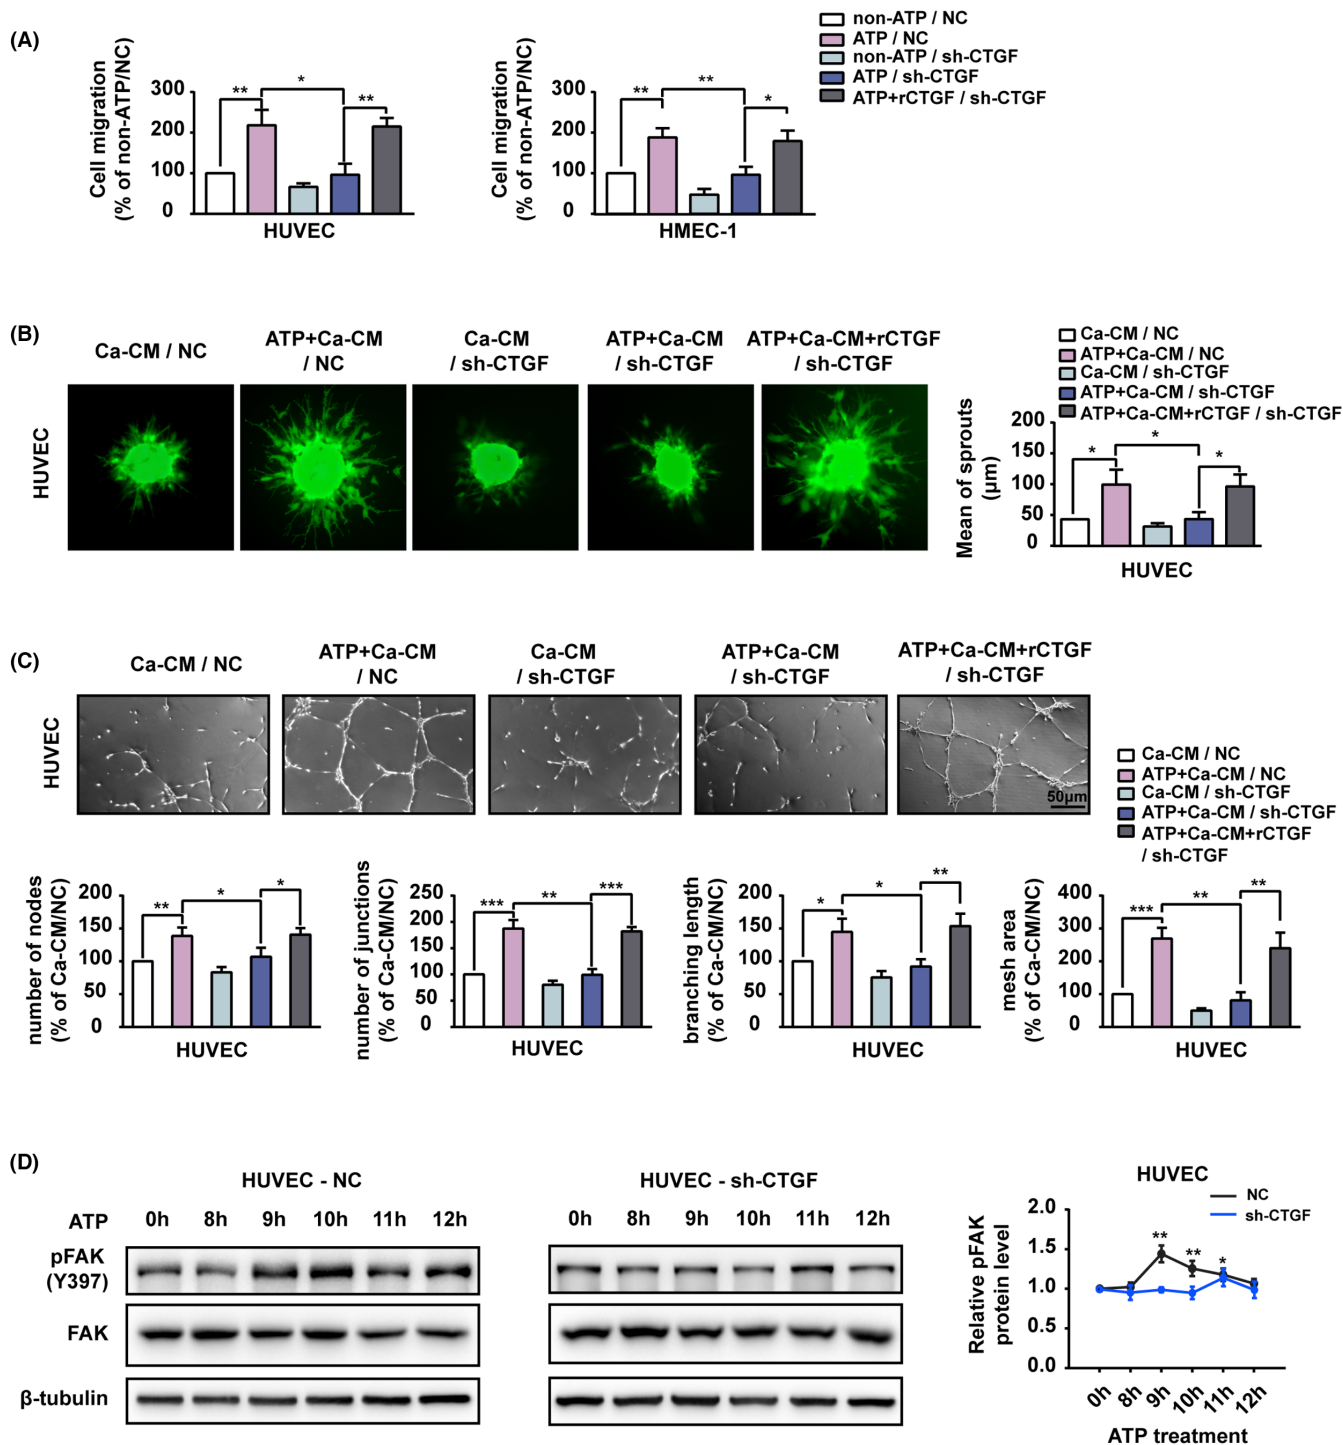 (A)
Cell migration
(% of non-ATP/NC)
300
200
100
0
**
*
**
HUVEC
Cell migration
(% of non-ATP/NC)
300
200
100
0
**
**
*
HMEC-1
non-ATP / NC
ATP / NC
non-ATP / sh-CTGF
ATP / sh-CTGF
ATP+rCTGF / sh-CTGF
(B)
HUVEC
Ca-CM / NC
ATP+Ca-CM
/ NC
Ca-CM
/ sh-CTGF
ATP+Ca-CM
/ sh-CTGF
ATP+Ca-CM+rCTGF
/ sh-CTGF
Ca-CM / NC
ATP+Ca-CM / NC
Ca-CM / sh-CTGF
ATP+Ca-CM / sh-CTGF
ATP+Ca-CM+rCTGF / sh-CTGF
Mean of sprouts
(μm)
200
150
100
50
0
*
*
*
HUVEC
(C)
HUVEC
Ca-CM / NC
ATP+Ca-CM
/ NC
Ca-CM
/ sh-CTGF
ATP+Ca-CM
/ sh-CTGF
ATP+Ca-CM+rCTGF
/ sh-CTGF
50μm
Ca-CM / NC
ATP+Ca-CM / NC
Ca-CM / sh-CTGF
ATP+Ca-CM / sh-CTGF
ATP+Ca-CM+rCTGF
/ sh-CTGF
number of nodes
(% of Ca-CM/NC)
200
150
100
50
0
**
*
*
HUVEC
number of junctions
(% of Ca-CM/NC)
250
200
150
100
50
0
***
**
***
HUVEC
branching length
(% of Ca-CM/NC)
200
150
100
50
0
*
*
**
HUVEC
mesh area
(% of Ca-CM/NC)
400
300
200
100
0
***
**
**
HUVEC
(D)
HUVEC - NC
ATP 0h 8h 9h 10h 11h 12h
pFAK
(Y397)
FAK
β-tubulin
HUVEC - sh-CTGF
0h 8h 9h 10h 11h 12h
HUVEC
NC
sh-CTGF
Relative pFAK
protein level
2.0
1.5
1.0
0.5
0.0
**
**
*
0h 8h 9h 10h 11h 12h
ATP treatment